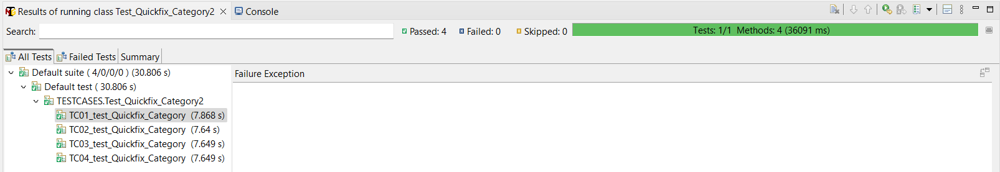 Results of running class Test_Quickfix_Category2
Console
Search:
Passed: 4
Failed: 0
Skipped: 0
Tests: 1/1 Methods: 4 (36091 ms)
All Tests
Failed Tests
Summary
Default suite ( 4/0/0/0 ) (30.806 s)
Default test ( 30.806 s)
TESTCASES.Test_Quickfix_Category2
TC01_test_Quickfix_Category (7.868 s)
TC02_test_Quickfix_Category (7.64 s)
TC03_test_Quickfix_Category (7.649 s)
TC04_test_Quickfix_Category (7.649 s)
Failure Exception